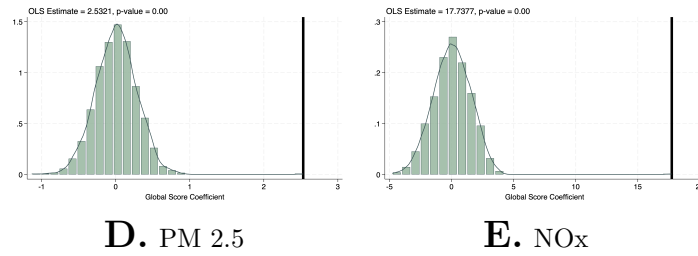 OLS Estimate = 2.5321, p-value = 0.00
1.5
1
.5
0
-1 0 1 2 3
Global Score Coefficient
D. PM 2.5
OLS Estimate = 17.7377, p-value = 0.00
.3
.2
.1
0
-5 0 5 10 15
Global Score Coefficient
E. NOx